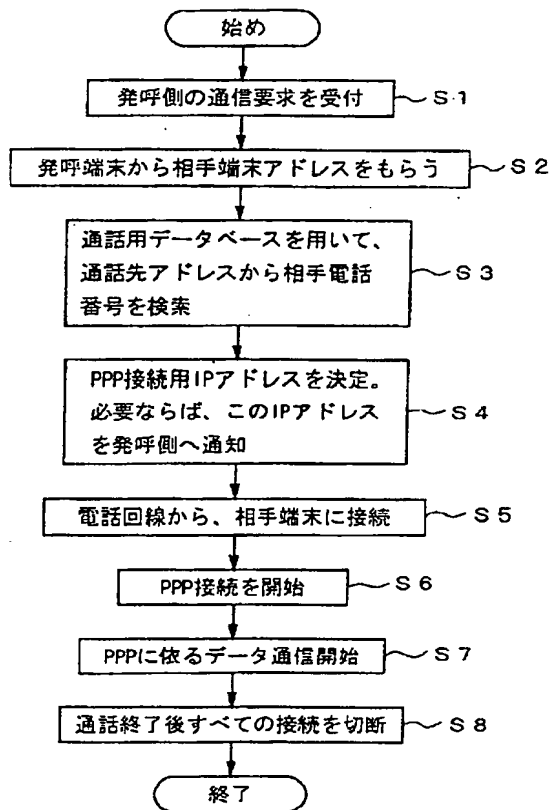 始め
発呼側の通信要求を受付
S1
発呼端末から相手端末アドレスをもらう
S2
通話用データベースを用いて、
通話先アドレスから相手電話
番号を検索
S3
PPP接続用IPアドレスを決定。
必要ならば、このIPアドレス
を発呼側へ通知
S4
電話回線から、相手端末に接続
S5
PPP接続を開始
S6
PPPに依るデータ通信開始
S7
通話終了後すべての接続を切断
S8
終了